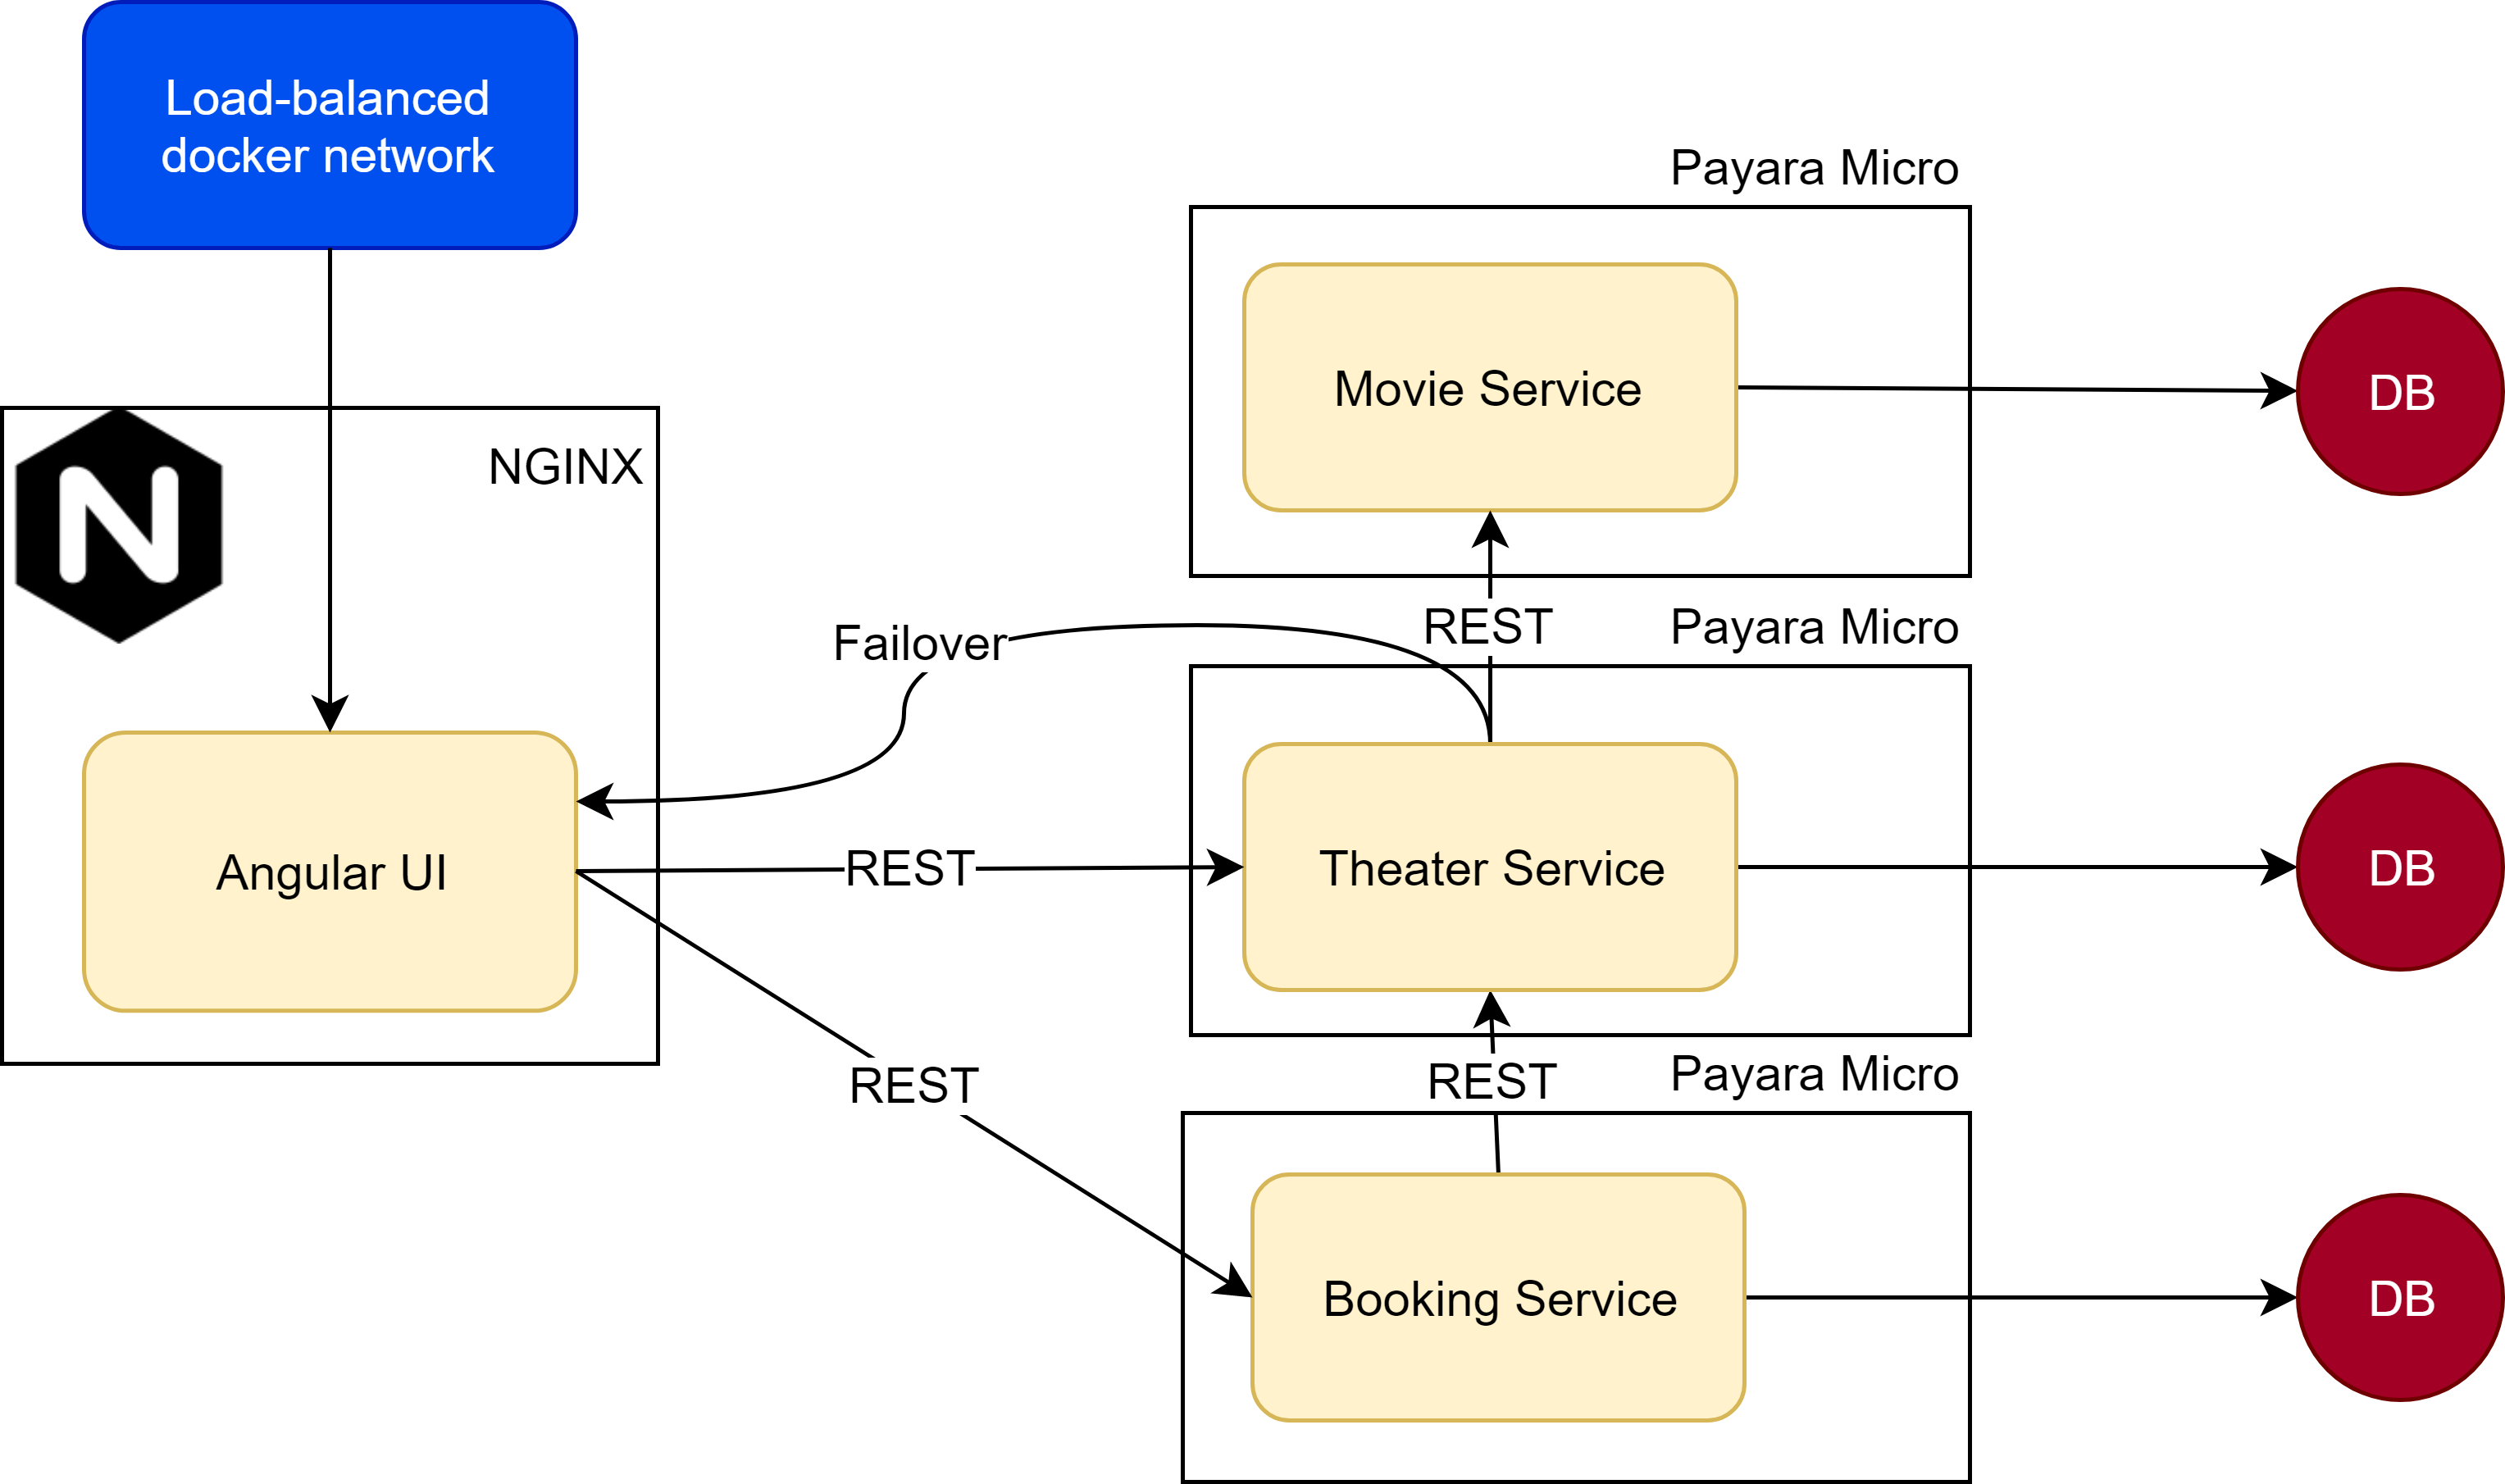 Load-balanced
docker network
Payara Micro
Movie Service
DB
NGINX
N
REST
Payara Micro
Failover
Angular UI
REST
Theater Service
DB
REST
REST
Payara Micro
Booking Service
DB